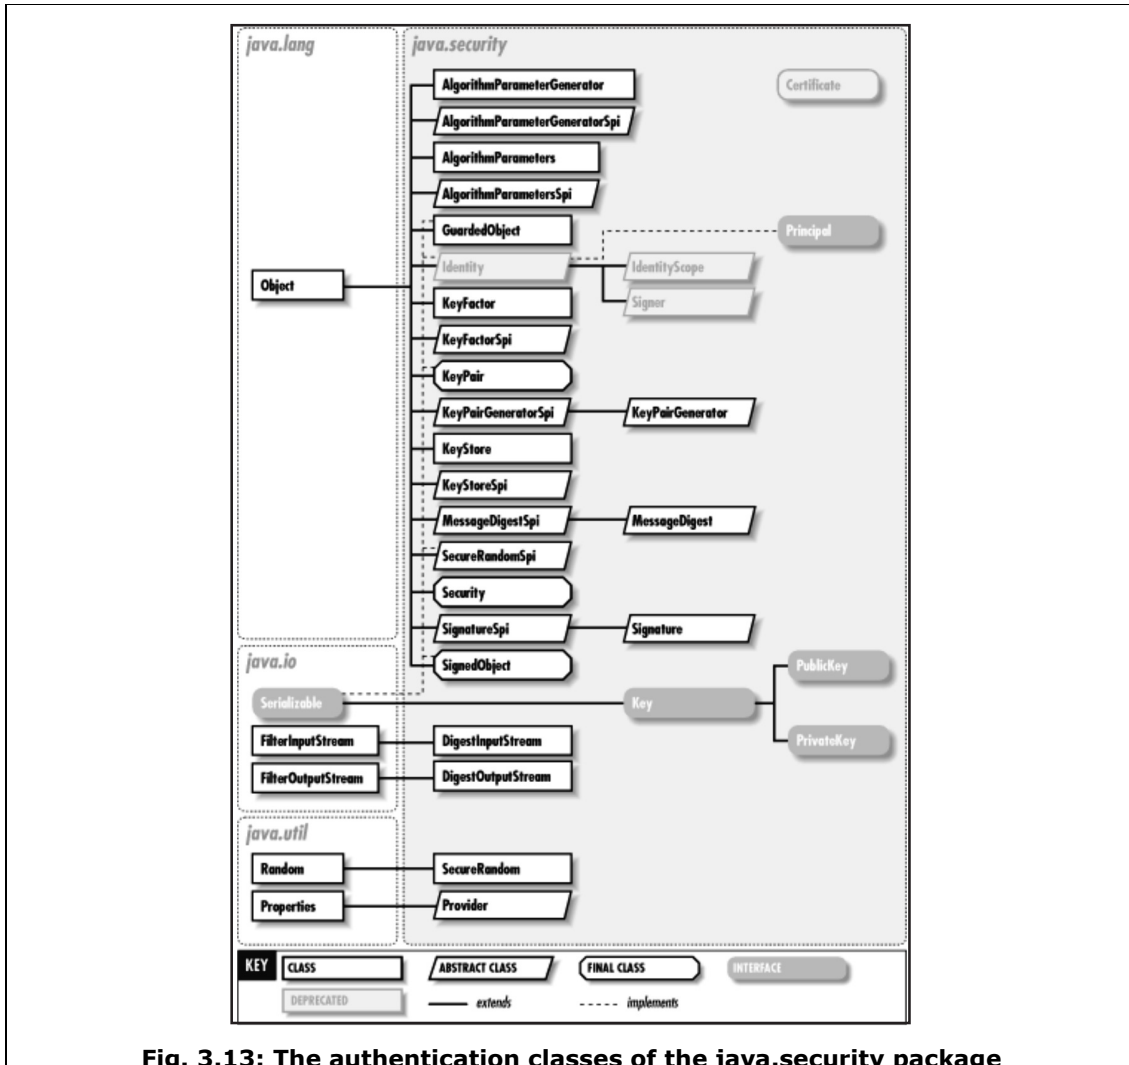 java.lang
java.security
AlgorithmParameterGenerator
Certificate
AlgorithmParameterGeneratorSpi
AlgorithmParameters
AlgorithmParametersSpi
GuardedObject
Principal
Identity
IdentityScope
Object
KeyFactor
Signer
KeyFactorSpi
KeyPair
KeyPairGeneratorSpi
KeyPairGenerator
KeyStore
KeyStoreSpi
MessageDigestSpi
MessageDigest
SecureRandomSpi
Security
SignatureSpi
Signature
java.io
SignedObject
PublicKey
Serializable
Key
FilterInputStream
DigestInputStream
PrivateKey
FilterOutputStream
DigestOutputStream
java.util
Random
SecureRandom
Properties
Provider
KEY
CLASS
ABSTRACT CLASS
FINAL CLASS
INTERFACE
DEPRECATED
extends
implements
Fig. 3.13: The authentication classes of the java.security package